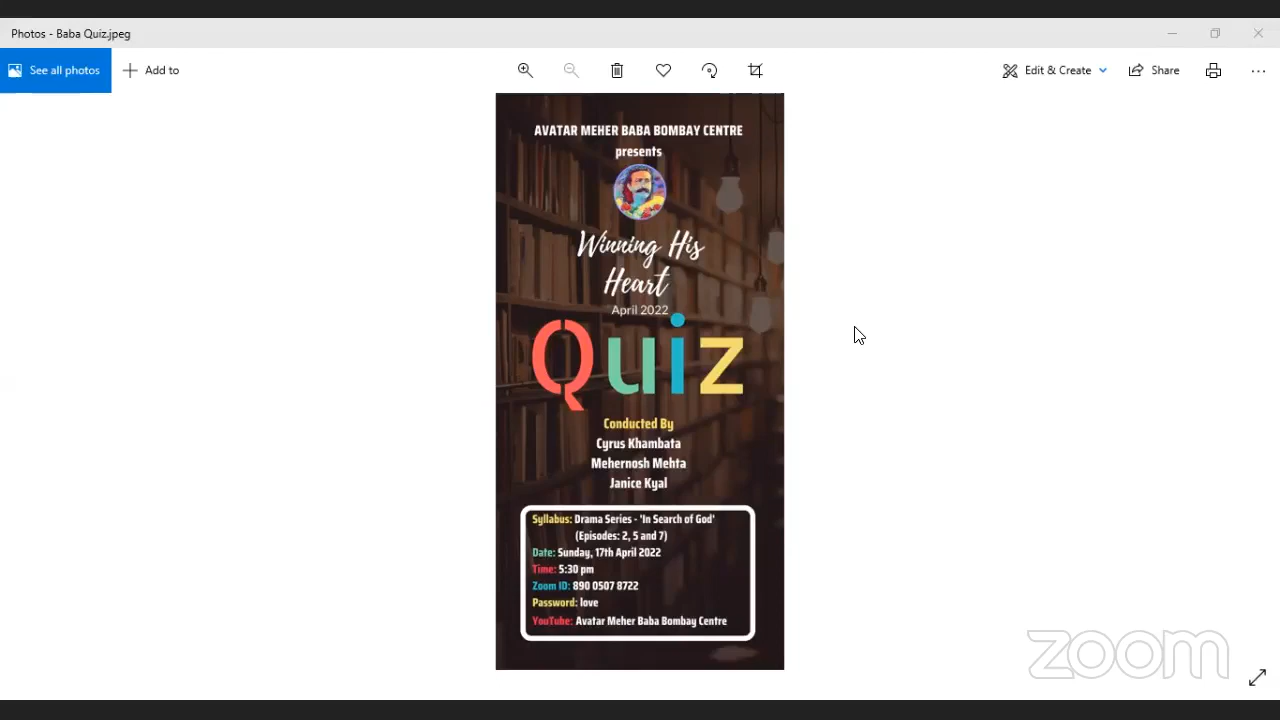 Photos - Baba Quiz.jpeg
See all photos
Add to
Edit & Create
Share
AVATAR MEHER BABA BOMBAY CENTRE
presents
Winning His
Heart
April 2022
Quiz
Conducted By
Cyrus Khambata
Mehernosh Mehta
Janice Kyal
Syllabus: Drama Series - 'In Search of God'
(Episodes: 2, 5 and 7)
Date: Sunday, 17th April 2022
Time: 5:30 pm
Zoom ID: 890 0507 8722
Password: love
YouTube: Avatar Meher Baba Bombay Centre
zoom